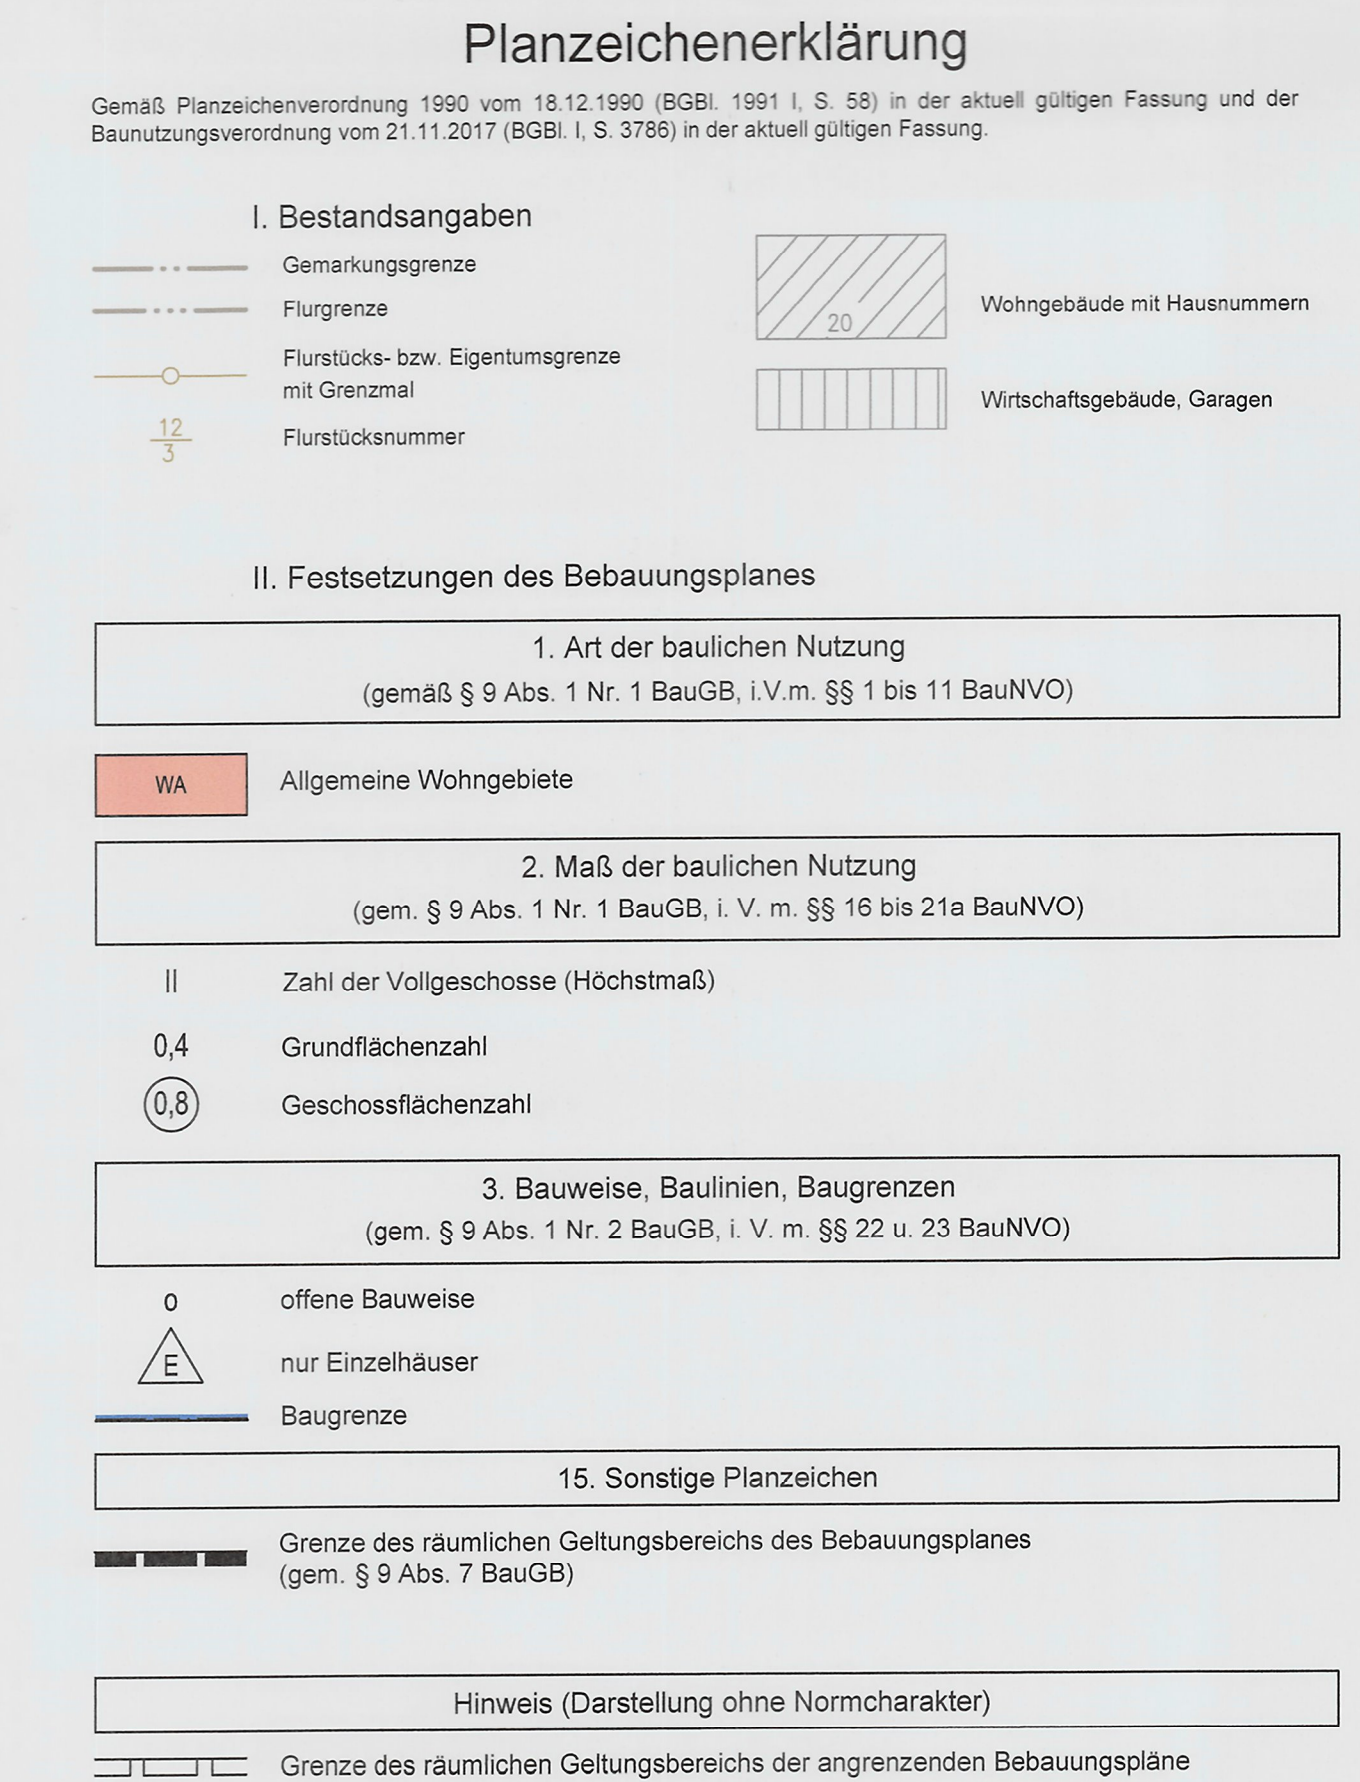 Planzeichenerklärung
Gemäß Planzeichenverordnung 1990 vom 18.12.1990 (BGBl. 1991 I, S. 58) in der aktuell gültigen Fassung und der
Baunutzungsverordnung vom 21.11.2017 (BGBl. I, S. 3786) in der aktuell gültigen Fassung.
I. Bestandsangaben
Gemarkungsgrenze
Flurgrenze
Flurstücks- bzw. Eigentumsgrenze
mit Grenzmal
12
3
Flurstücksnummer
20
Wohngebäude mit Hausnummern
Wirtschaftsgebäude, Garagen
II. Festsetzungen des Bebauungsplanes
1. Art der baulichen Nutzung
(gemäß § 9 Abs. 1 Nr. 1 BauGB, i.V.m. §§ 1 bis 11 BauNVO)
WA Allgemeine Wohngebiete
2. Maß der baulichen Nutzung
(gem. § 9 Abs. 1 Nr. 1 BauGB, i. V. m. §§ 16 bis 21a BauNVO)
II Zahl der Vollgeschosse (Höchstmaß)
0,4 Grundflächenzahl
0,8 Geschossflächenzahl
3. Bauweise, Baulinien, Baugrenzen
(gem. § 9 Abs. 1 Nr. 2 BauGB, i. V. m. §§ 22 u. 23 BauNVO)
o offene Bauweise
E nur Einzelhäuser
Baugrenze
15. Sonstige Planzeichen
Grenze des räumlichen Geltungsbereichs des Bebauungsplanes
(gem. § 9 Abs. 7 BauGB)
Hinweis (Darstellung ohne Normcharakter)
Grenze des räumlichen Geltungsbereichs der angrenzenden Bebauungspläne